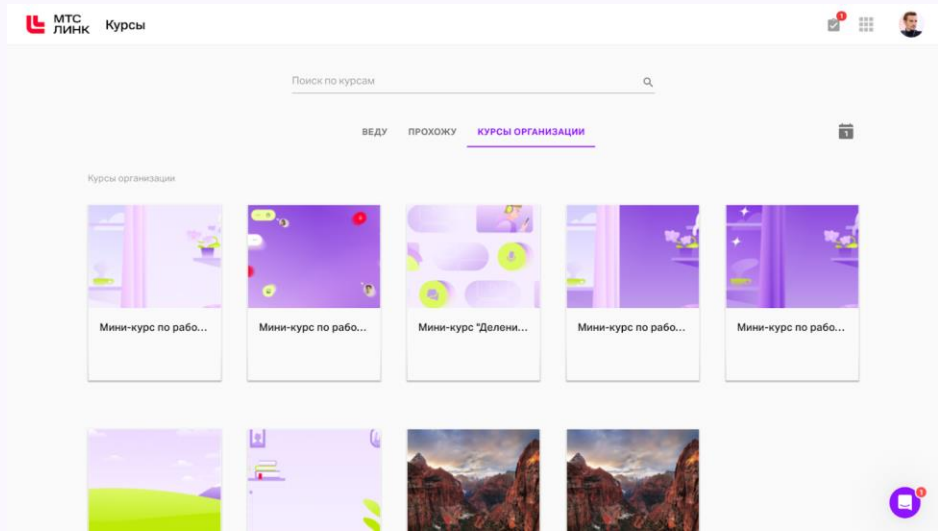 МТС
ЛИНК
Курсы
1
Поиск по курсам
ВЕДУ ПРОХОЖУ КУРСЫ ОРГАНИЗАЦИИ
1
Курсы организации
Мини-курс по рабо... Мини-курс по рабо... Мини-курс "Делени... Мини-курс по рабо... Мини-курс по рабо...
1